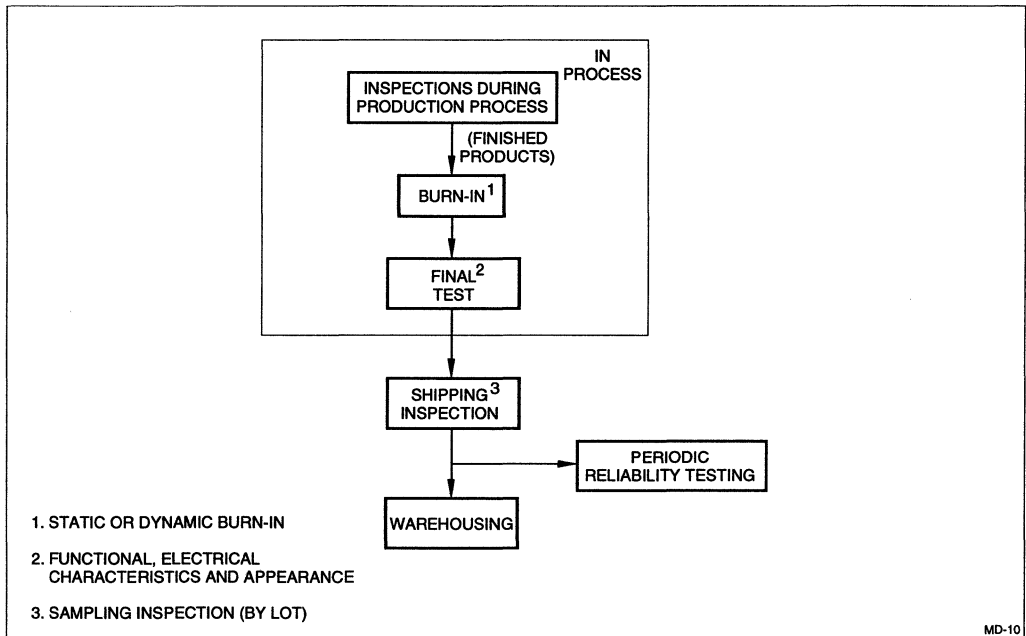 IN
PROCESS
INSPECTIONS DURING
PRODUCTION PROCESS
(FINISHED
PRODUCTS)
BURN-IN1
FINAL2
TEST
SHIPPING3
INSPECTION
PERIODIC
RELIABILITY TESTING
WAREHOUSING
1. STATIC OR DYNAMIC BURN-IN
2. FUNCTIONAL, ELECTRICAL
CHARACTERISTICS AND APPEARANCE
3. SAMPLING INSPECTION (BY LOT)
MD-10